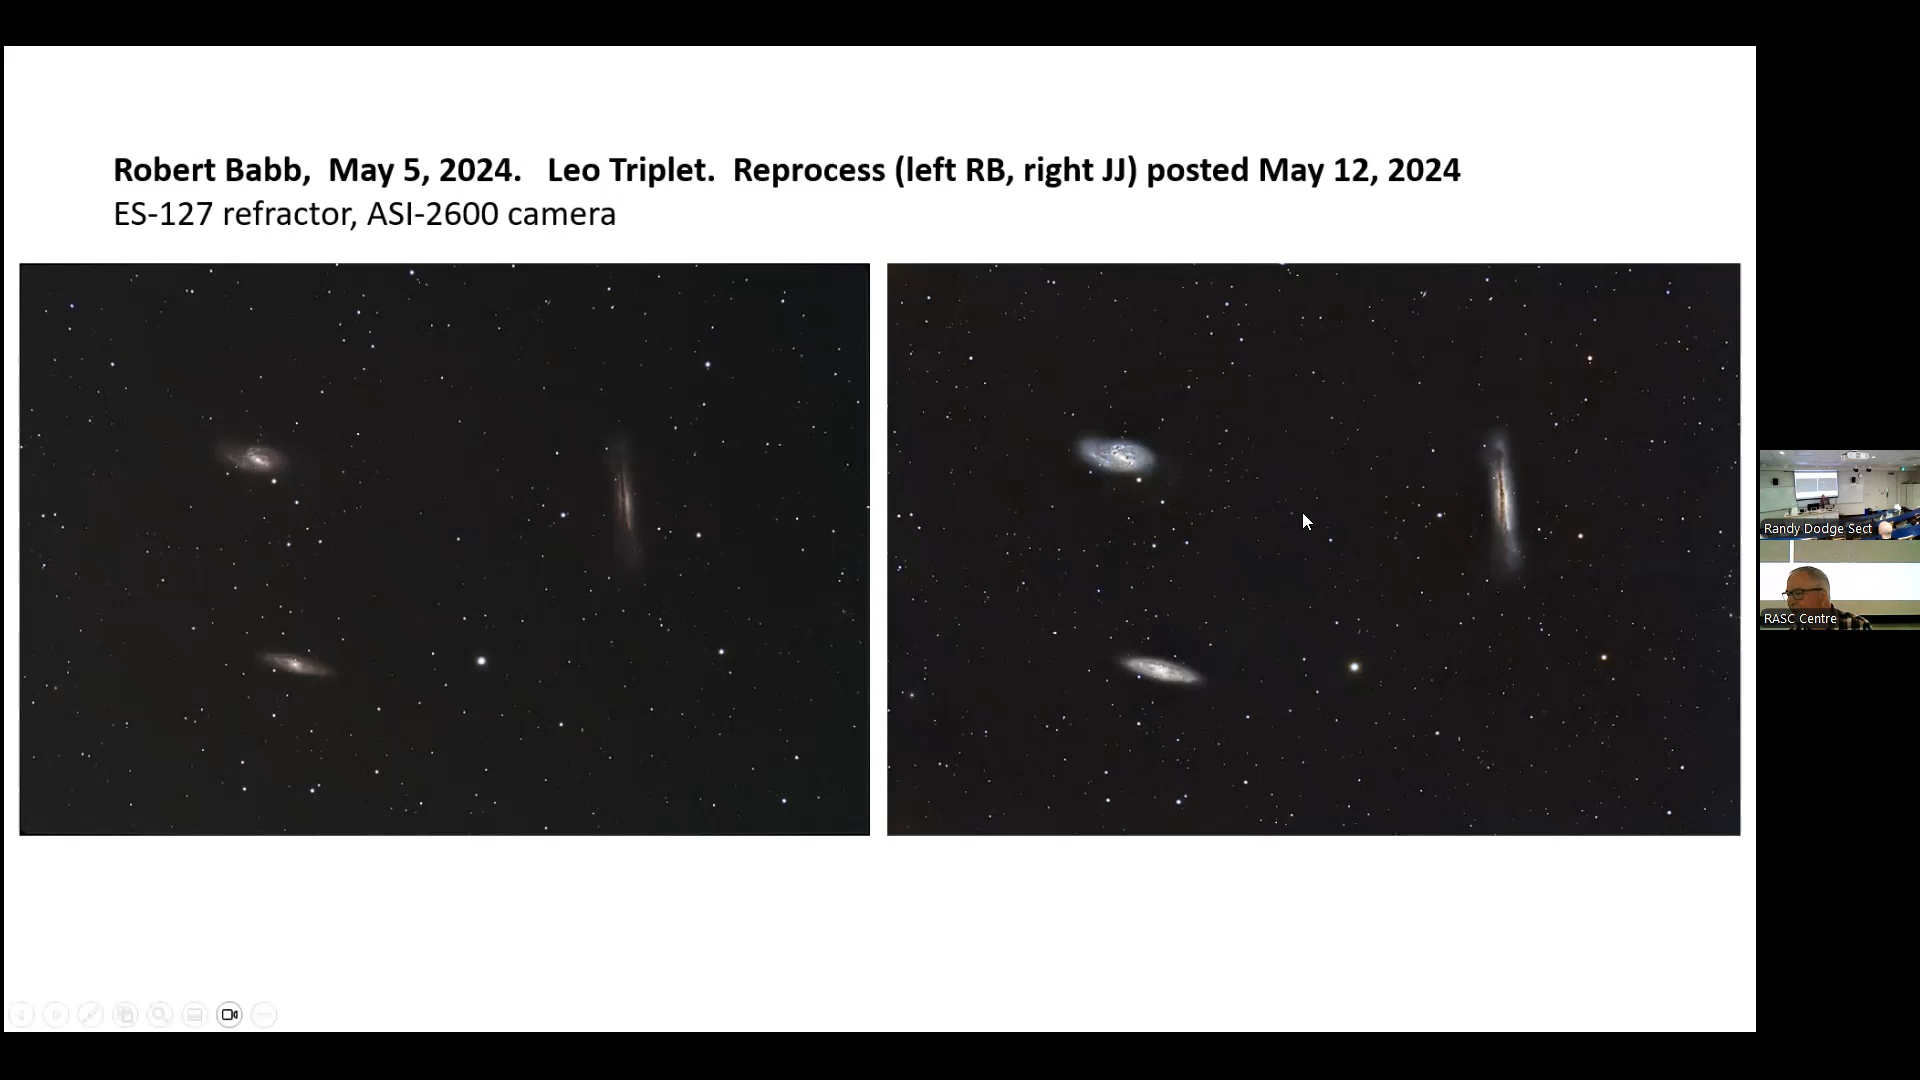 Robert Babb,  May 5, 2024.   Leo Triplet.  Reprocess (left RB, right JJ) posted May 12, 2024
ES-127 refractor, ASI-2600 camera
Randy Dodge Sect
RASC Centre